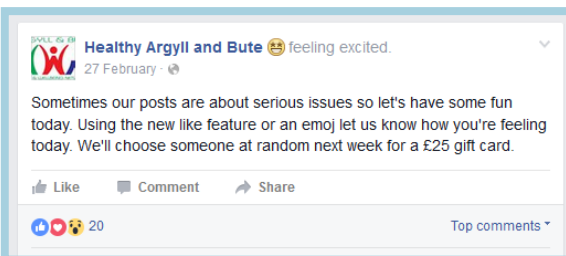 Healthy Argyll and Bute feeling excited.
27 February
Sometimes our posts are about serious issues so let's have some fun
today. Using the new like feature or an emoj let us know how you're feeling
today. We'll choose someone at random next week for a £25 gift card.
Like Comment Share
20 Top comments